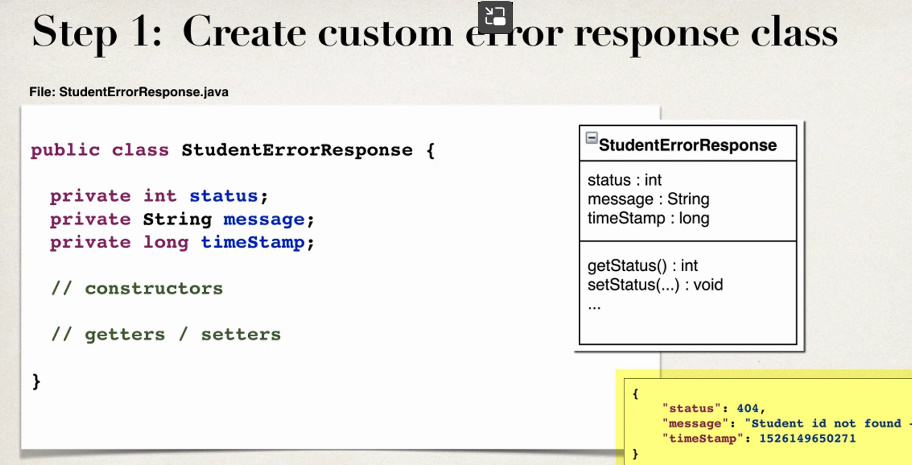 Step 1: Create custom error response class
File: StudentErrorResponse.java
public class StudentErrorResponse {
private int status;
private String message;
private long timeStamp;
// constructors
// getters / setters
}
StudentErrorResponse
status : int
message : String
timeStamp : long
getStatus() : int
setStatus(...) : void
...
{
"status": 404,
"message": "Student id not found -
"timeStamp": 1526149650271
}